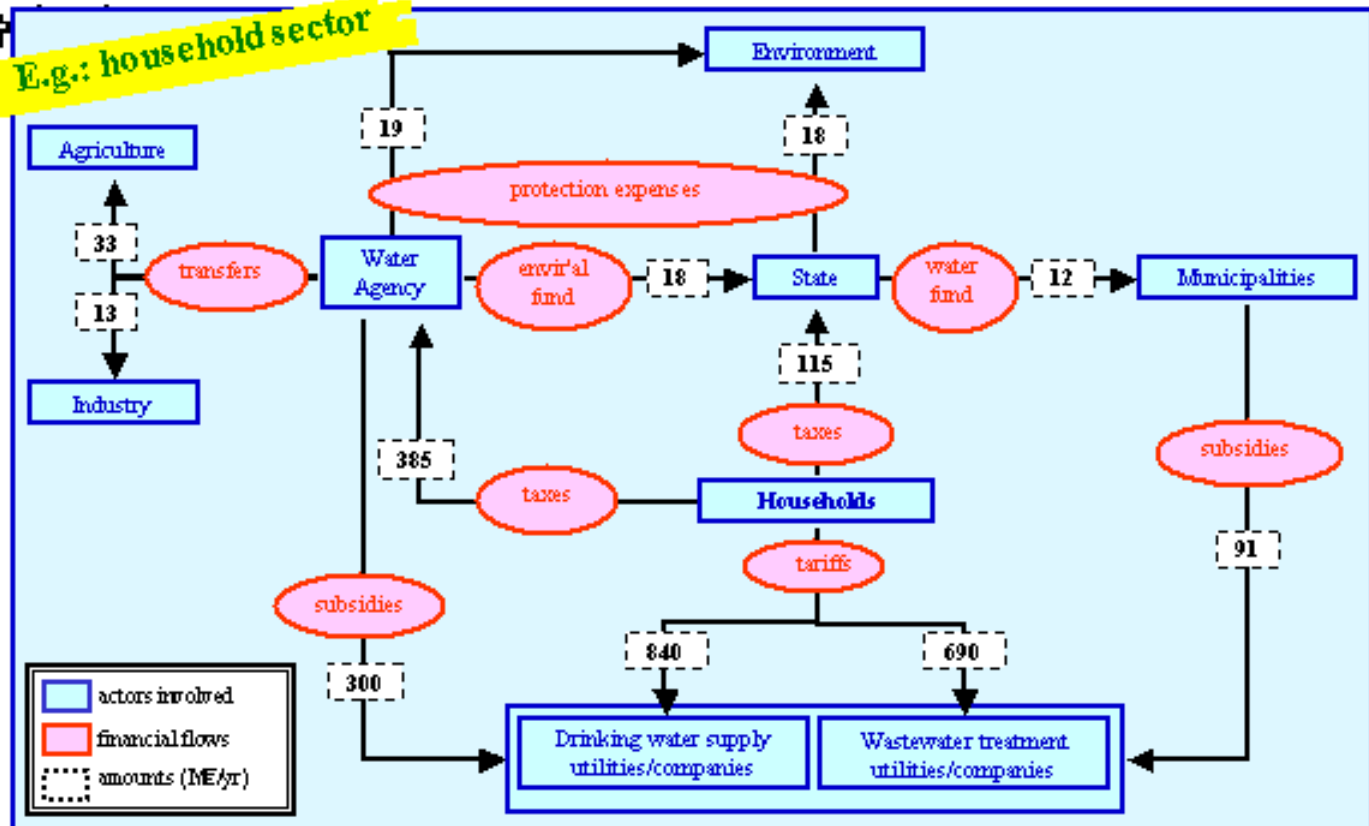 E.g.: household sector
Environment
19
18
Agriculture
protection expenses
33
transfers
Water
Agency
envir'al
fund
18
State
water
fund
12
Municipalities
13
115
Industry
taxes
385
subsidies
taxes
Households
tariffs
91
subsidies
840
690
300
actors involved
financial flows
amounts (M€/yr)
Drinking water supply
utilities/companies
Wastewater treatment
utilities/companies